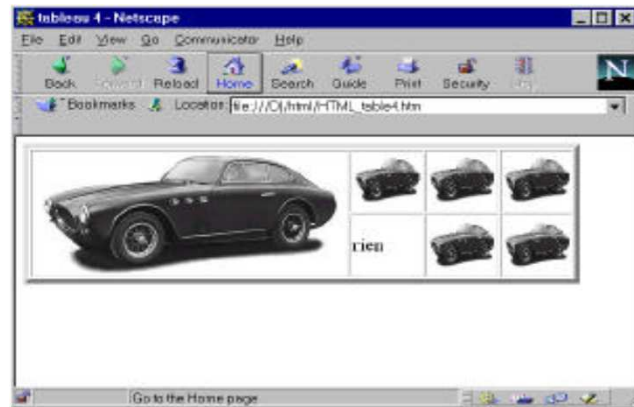 tableau 4 - Netscape
File Edit View Go Communicator Help
Back Forward Reload Home Search Guide Print Security
Bookmarks Location: file:///D|/html/HTML_table4.htm
rien
Go to the Home page